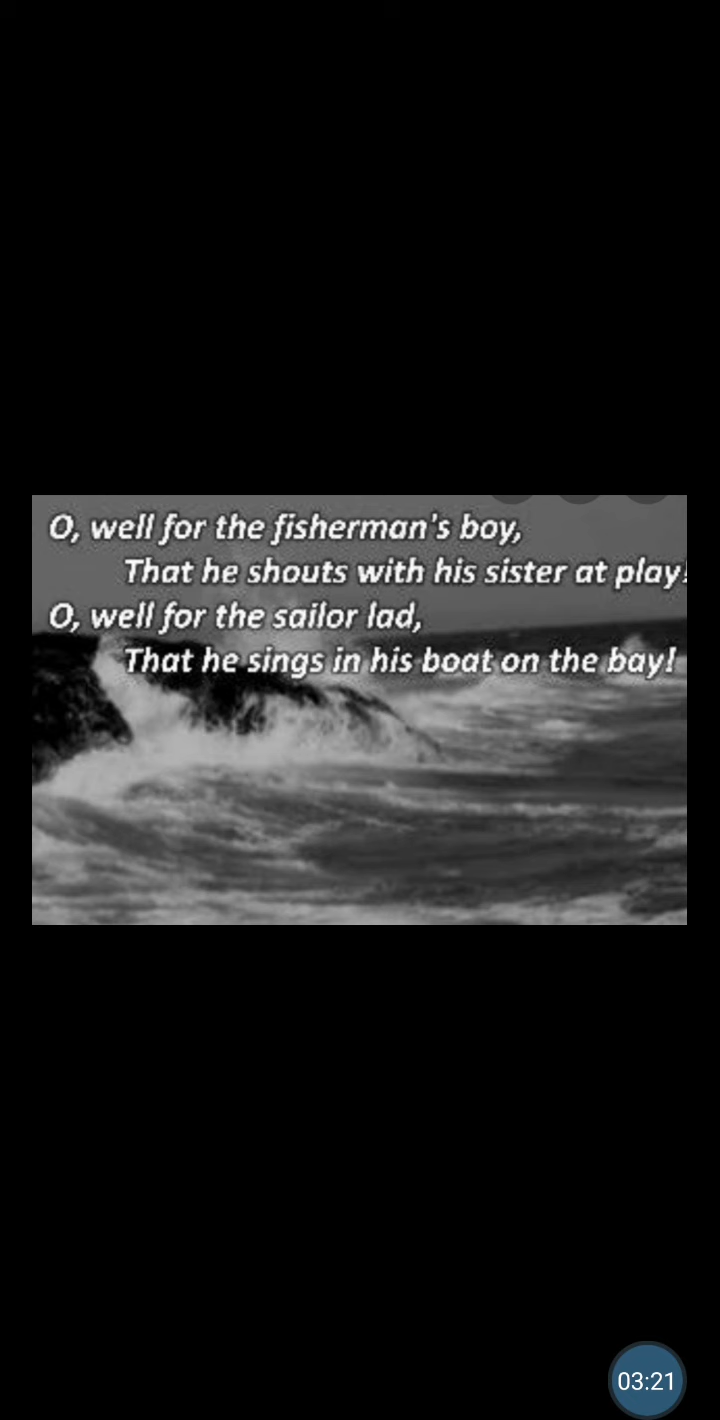 O, well for the fisherman's boy,
That he shouts with his sister at play!
O, well for the sailor lad,
That he sings in his boat on the bay!
03:21